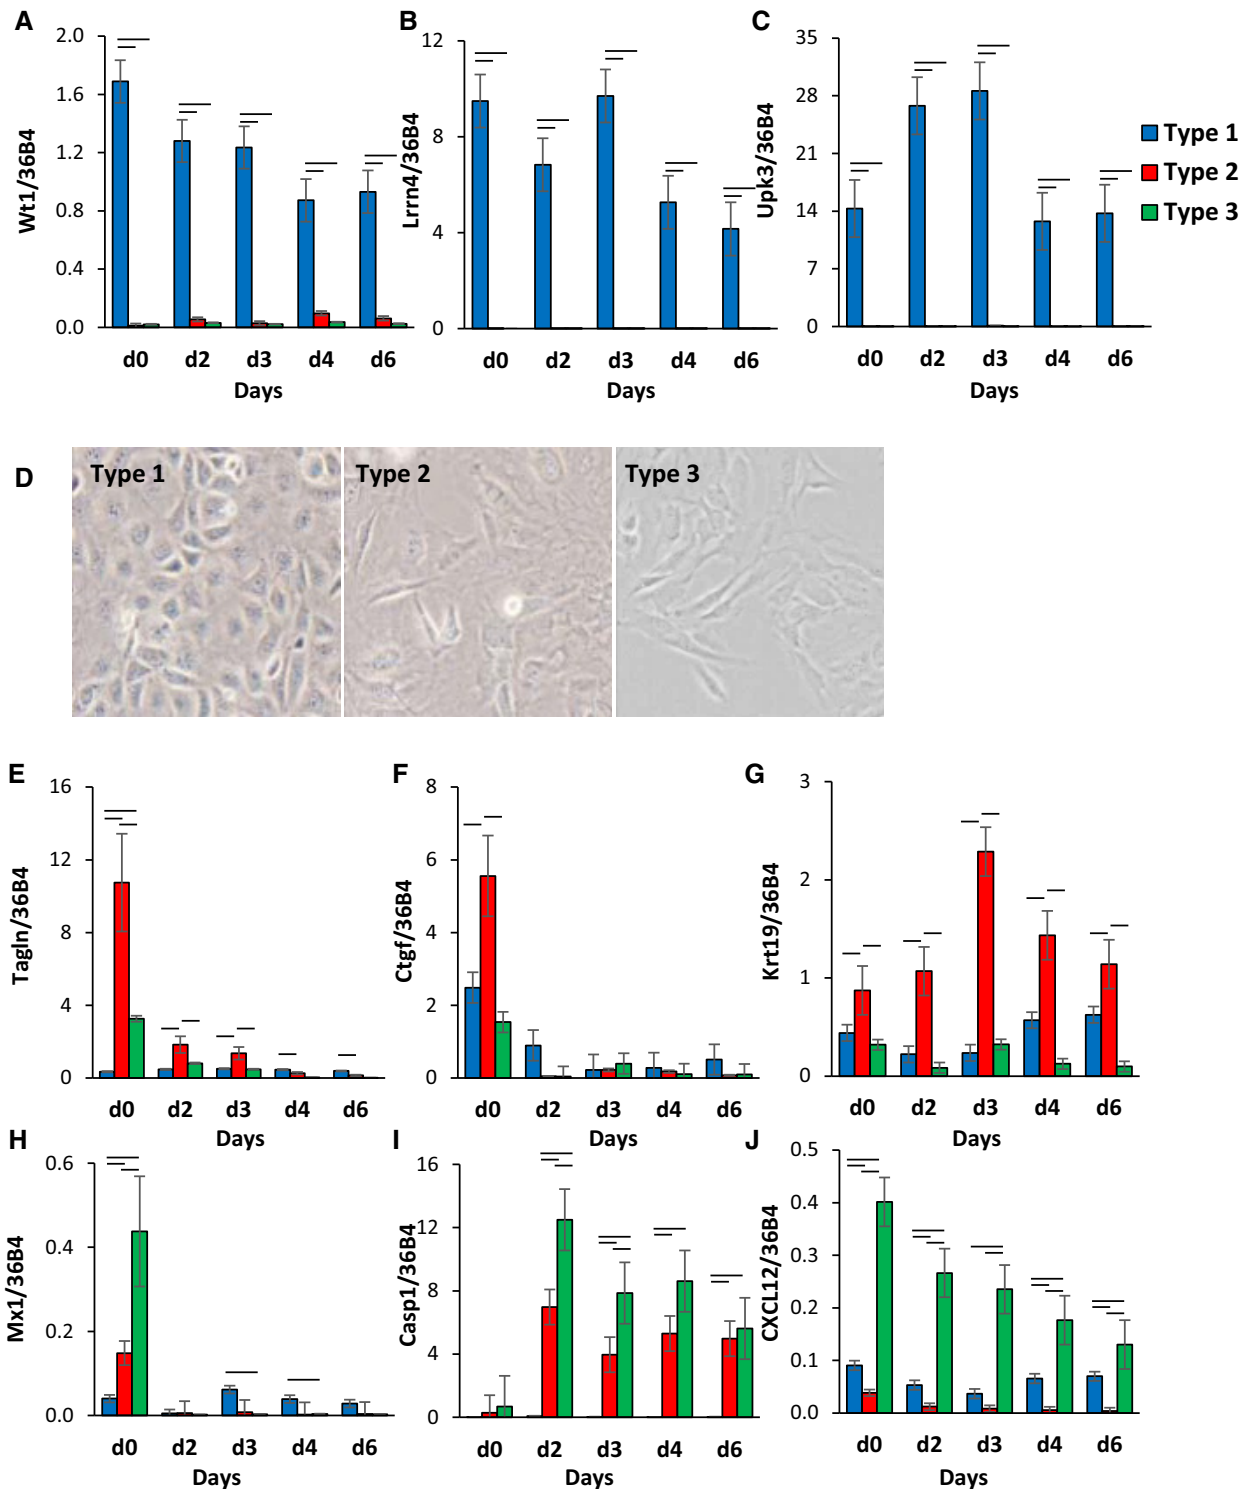 A
Wt1/36B4
2.0
1.6
1.2
0.8
0.4
0.0
d0 d2 d3 d4 d6
Days
B
Lrrn4/36B4
12
8
4
0
d0 d2 d3 d4 d6
Days
C
Upk3/36B4
35
28
21
14
7
0
d0 d2 d3 d4 d6
Days
Type 1
Type 2
Type 3
D
Type 1
Type 2
Type 3
E
Tagln/36B4
16
12
8
4
0
d0 d2 d3 d4 d6
Days
F
Ctgf/36B4
8
6
4
2
0
d0 d2 d3 d4 d6
Days
G
Krt19/36B4
3
2
1
0
d0 d2 d3 d4 d6
Days
H
Mx1/36B4
0.6
0.4
0.2
0.0
d0 d2 d3 d4 d6
Days
I
Casp1/36B4
16
12
8
4
0
d0 d2 d3 d4 d6
Days
J
CXCL12/36B4
0.5
0.4
0.3
0.2
0.1
0.0
d0 d2 d3 d4 d6
Days